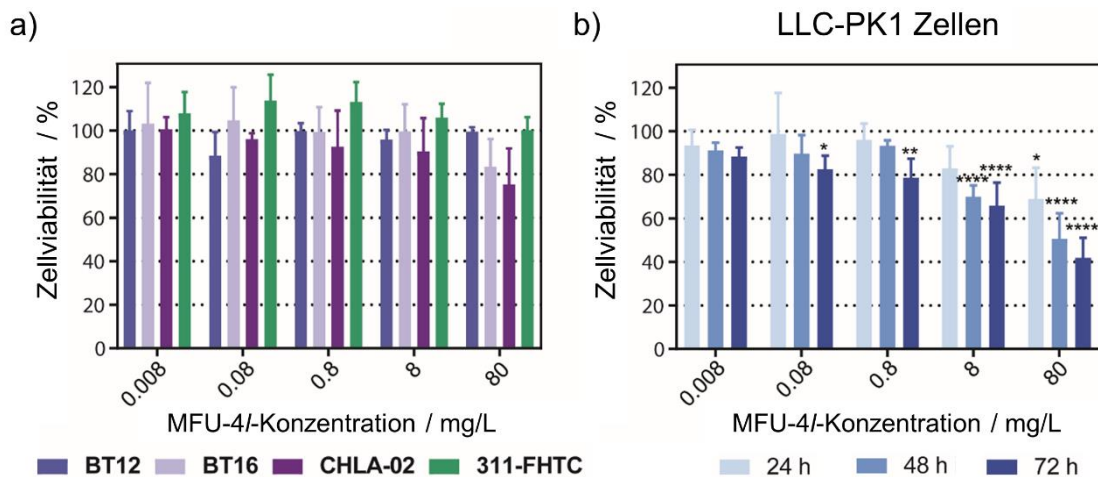 a)
Zellviabilität / %
120
100
80
60
40
20
0
0.008
0.08
0.8
8
80
MFU-4l-Konzentration / mg/L
BT12
BT16
CHLA-02
311-FHTC
b)
LLC-PK1 Zellen
Zellviabilität / %
120
100
80
60
40
20
0
*
**
****
****
*
****
****
0.008
0.08
0.8
8
80
MFU-4l-Konzentration / mg/L
24 h
48 h
72 h